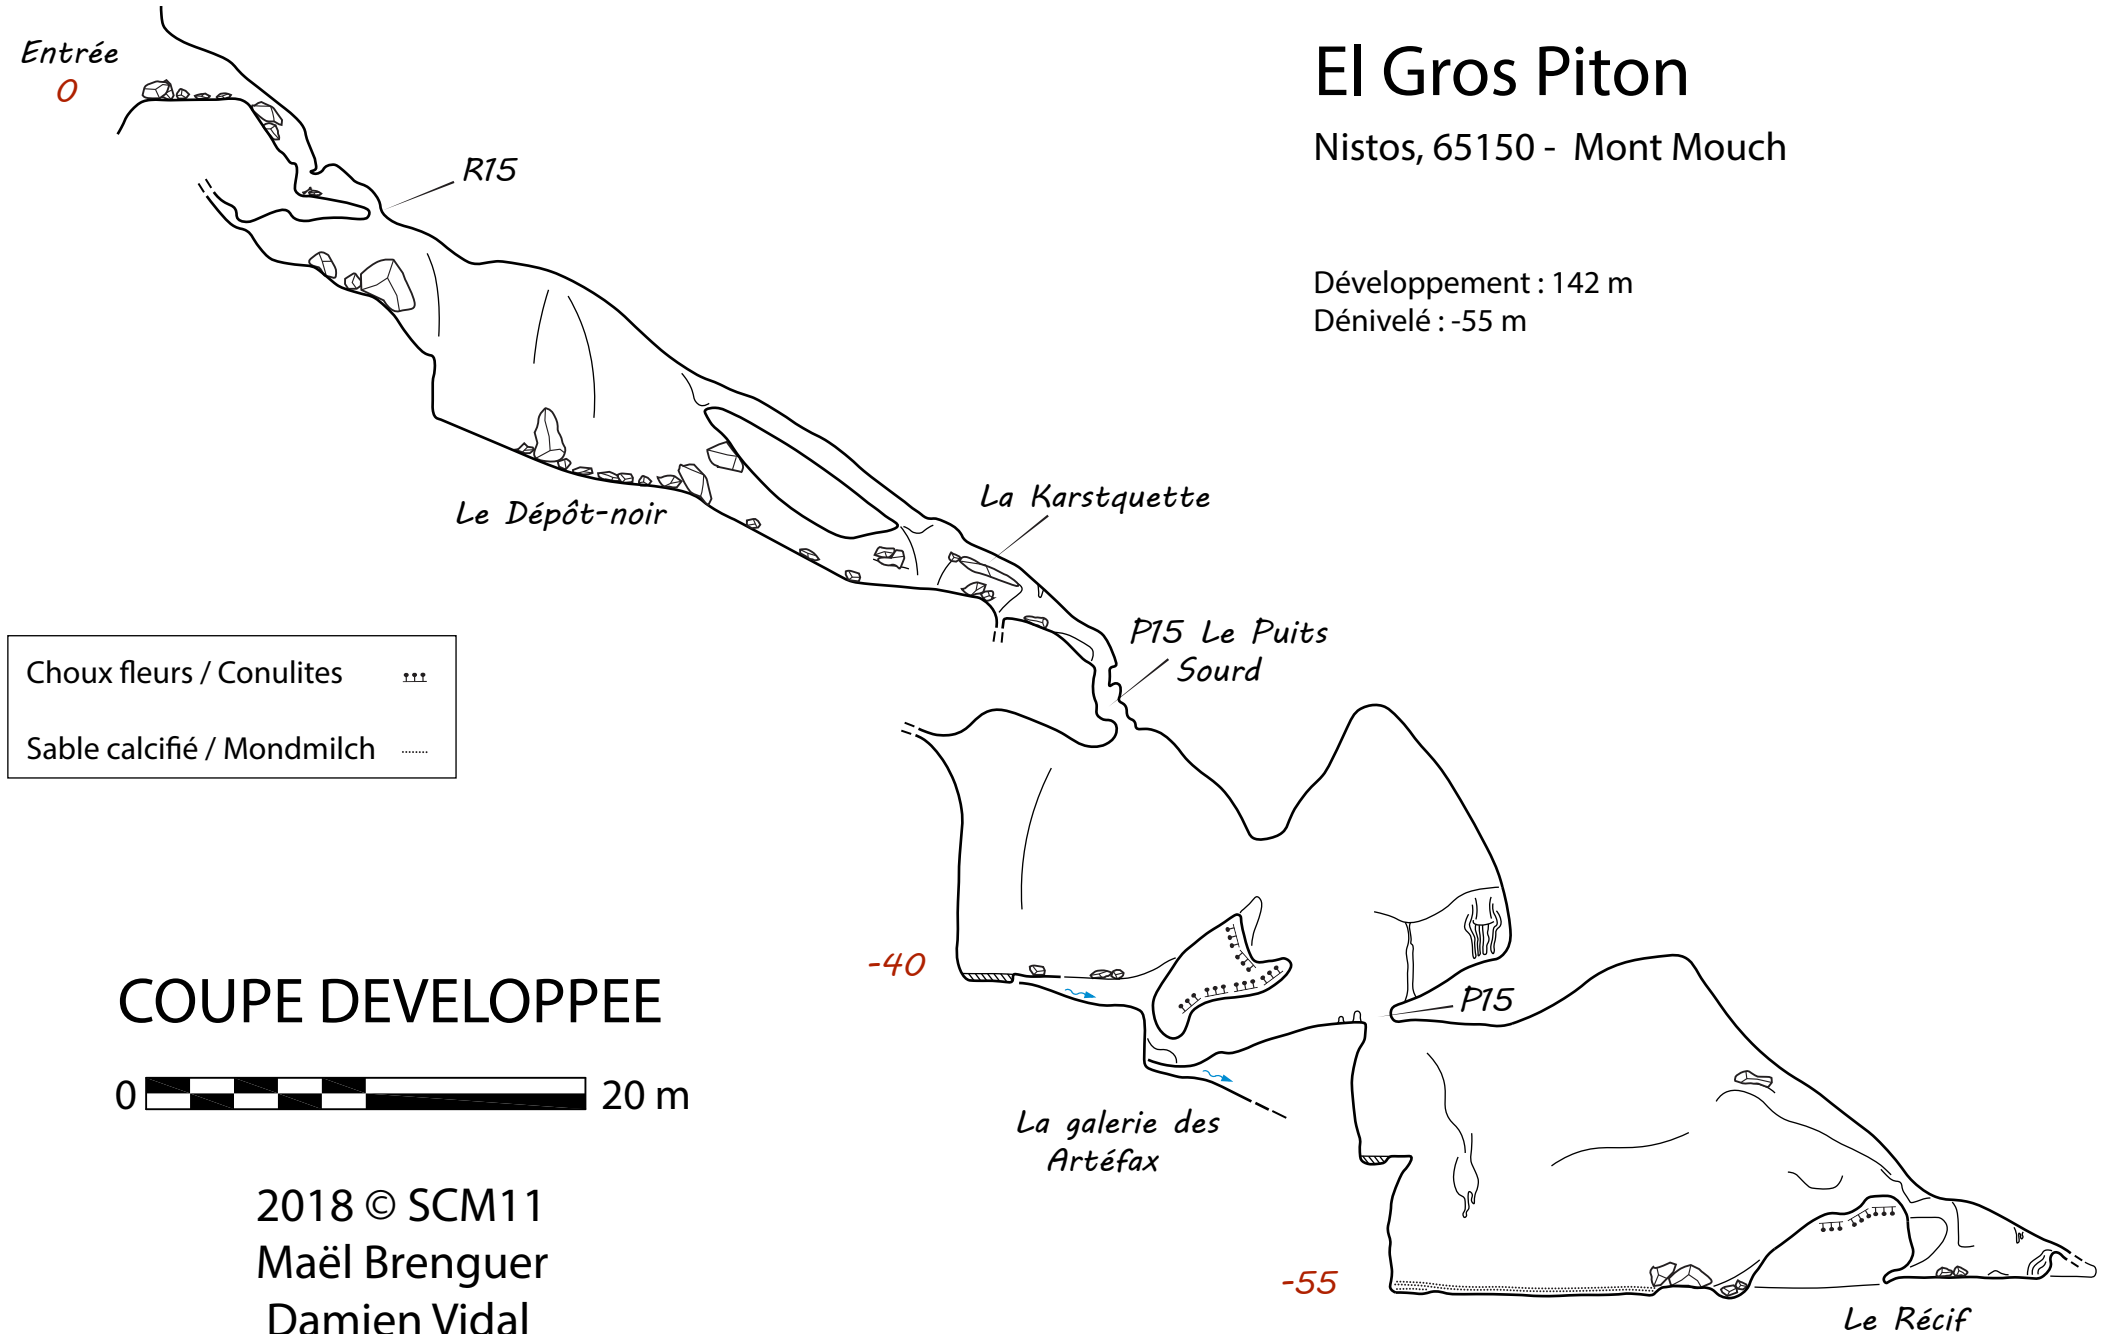 El Gros Piton
Nistos, 65150 - Mont Mouch
Développement : 142 m
Dénivelé : -55 m
Entrée
0
R15
Le Dépôt-noir
La Karstquette
P15 Le Puits
Sourd
Choux fleurs / Conulites
Sable calcifié / Mondmilch
-40
P15
La galerie des
Artéfax
-55
Le Récif
COUPE DEVELOPPEE
0 20 m
2018 © SCM11
Maël Brenguer
Damien Vidal